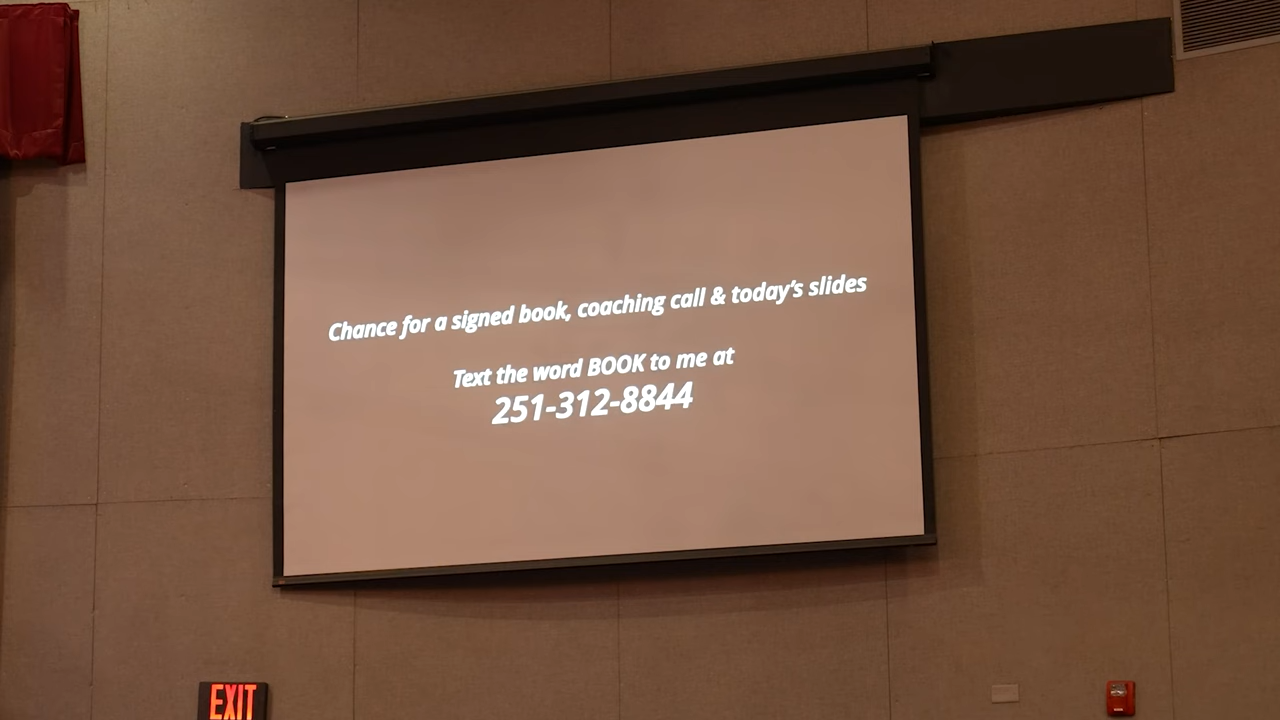 Chance for a signed book, coaching call & today's slides
Text the word BOOK to me at
251-312-8844
EXIT